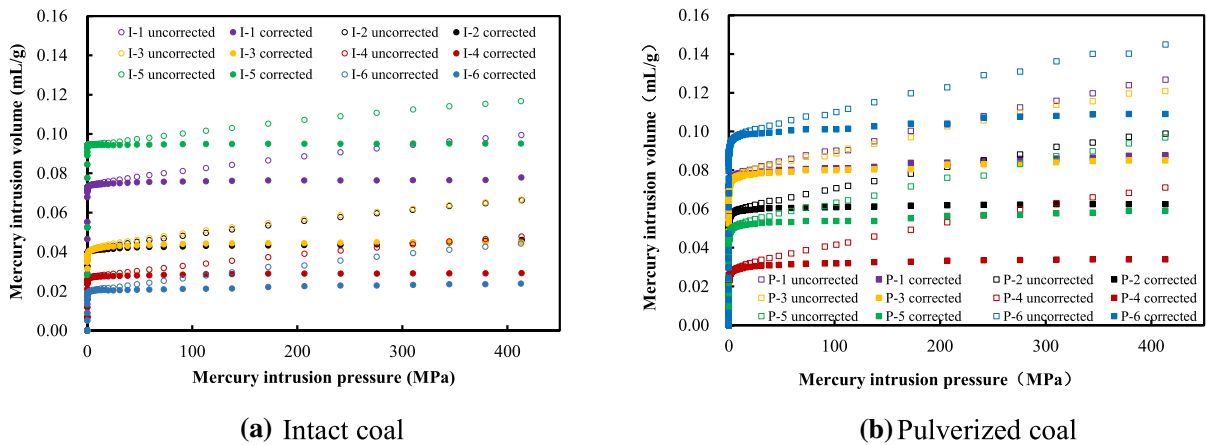 0.16
0.14
0.12
0.10
0.08
0.06
0.04
0.02
0.00
Mercury intrusion volume (mL/g)
I-1 uncorrected I-1 corrected I-2 uncorrected I-2 corrected
I-3 uncorrected I-3 corrected I-4 uncorrected I-4 corrected
I-5 uncorrected I-5 corrected I-6 uncorrected I-6 corrected
0 100 200 300 400
Mercury intrusion pressure (MPa)
(a) Intact coal
0.16
0.14
0.12
0.10
0.08
0.06
0.04
0.02
0.00
Mercury intrusion volume（mL/g）
P-1 uncorrected P-1 corrected P-2 uncorrected P-2 corrected
P-3 uncorrected P-3 corrected P-4 uncorrected P-4 corrected
P-5 uncorrected P-5 corrected P-6 uncorrected P-6 corrected
0 100 200 300 400
Mercury intrusion pressure（MPa）
(b) Pulverized coal